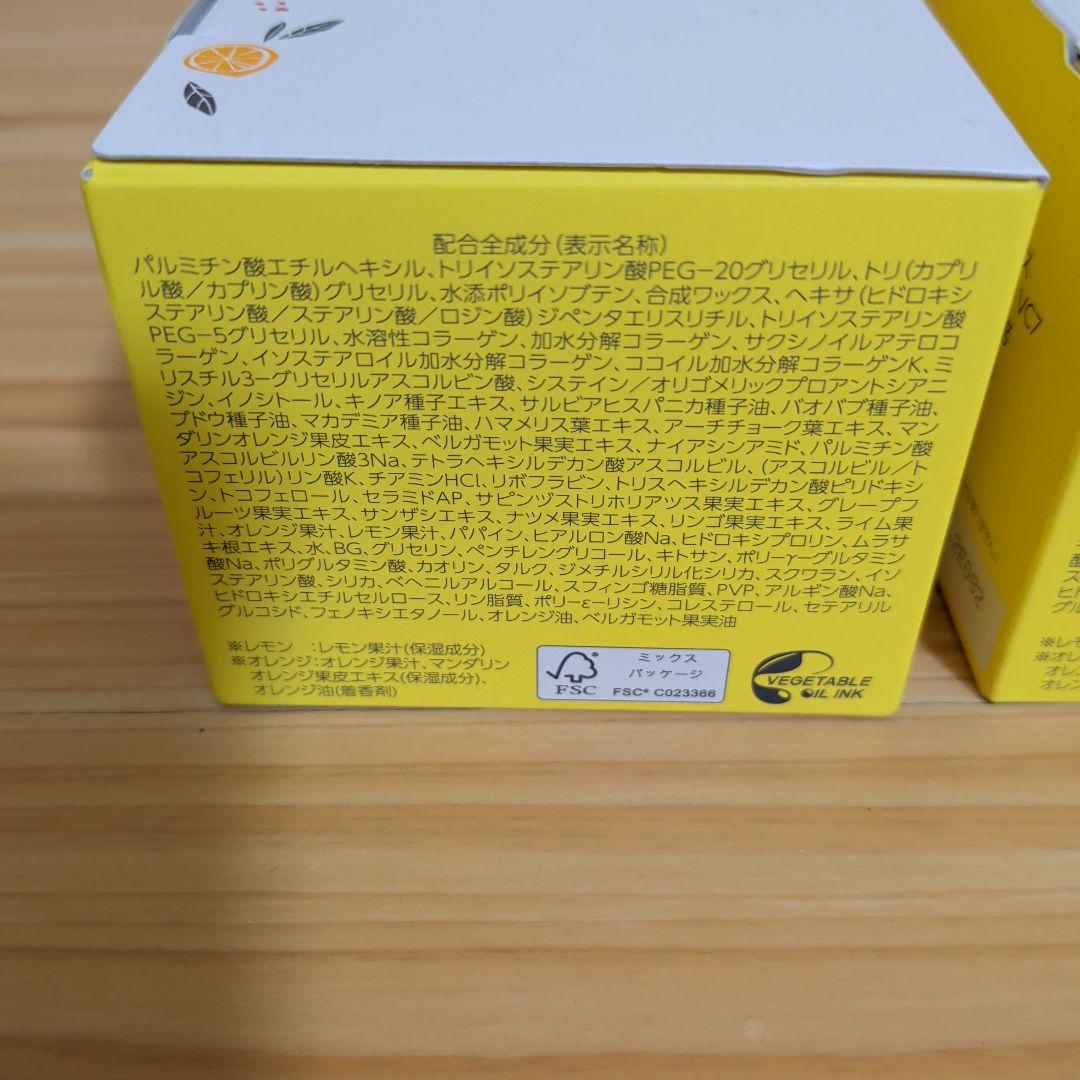 配合全成分(表示名称)
パルミチン酸エチルヘキシル、トリイソステアリン酸PEG-20グリセリル、トリ(カプリ
ル酸/カプリン酸)グリセリル、水添ポリイソブテン、合成ワックス、ヘキサ(ヒドロキシ
ステアリン酸/ステアリン酸/ロジン酸)ジペンタエリスリチル、トリイソステアリン酸
PEG-5グリセリル、水溶性コラーゲン、加水分解コラーゲン、サクシノイルアテロコ
ラーゲン、イソステアロイル加水分解コラーゲン、ココイル加水分解コラーゲンK、ミ
リスチル3-グリセリルアスコルビン酸、システイン/オリゴメリックプロアントシアニ
ジン、イノシトール、キノア種子エキス、サルビアヒスパニカ種子油、バオバブ種子油、
ブドウ種子油、マカデミア種子油、ハマメリス葉エキス、アーチチョーク葉エキス、マン
ダリンオレンジ果皮エキス、ベルガモット果実エキス、ナイアシンアミド、パルミチン酸
アスコルビルリン酸3Na、テトラヘキシルデカン酸アスコルビル、(アスコルビル/ト
コフェリル)リン酸K、チアミンHCl、リボフラビン、トリスヘキシルデカン酸ピリドキシ
ン、トコフェロール、セラミドAP、サピンヅストリホリアツス果実エキス、グレープフ
ルーツ果実エキス、サンザシエキス、ナツメ果実エキス、リンゴ果実エキス、ライム果
汁、オレンジ果汁、レモン果汁、パパイン、ヒアルロン酸Na、ヒドロキシプロリン、ムラサ
キ根エキス、水、BG、グリセリン、ペンチレングリコール、キトサン、ポリ-γ-グルタミン
酸Na、ポリグルタミン酸、カオリン、タルク、ジメチルシリル化シリカ、スクワラン、イソ
ステアリン酸、シリカ、ベヘニルアルコール、スフィンゴ糖脂質、PVP、アルギン酸Na、
ヒドロキシエチルセルロース、リン脂質、ポリ-ε-リシン、コレステロール、セテアリル
グルコシド、フェノキシエタノール、オレンジ油、ベルガモット果実油
※レモン :レモン果汁(保湿成分)
※オレンジ:オレンジ果汁、マンダリン
オレンジ果皮エキス(保湿成分)、
オレンジ油(着香剤)
FSC
ミックス
パッケージ
FSC® C023366
VEGETABLE
OIL INK
※レモ
※オレ
オレン
オレン